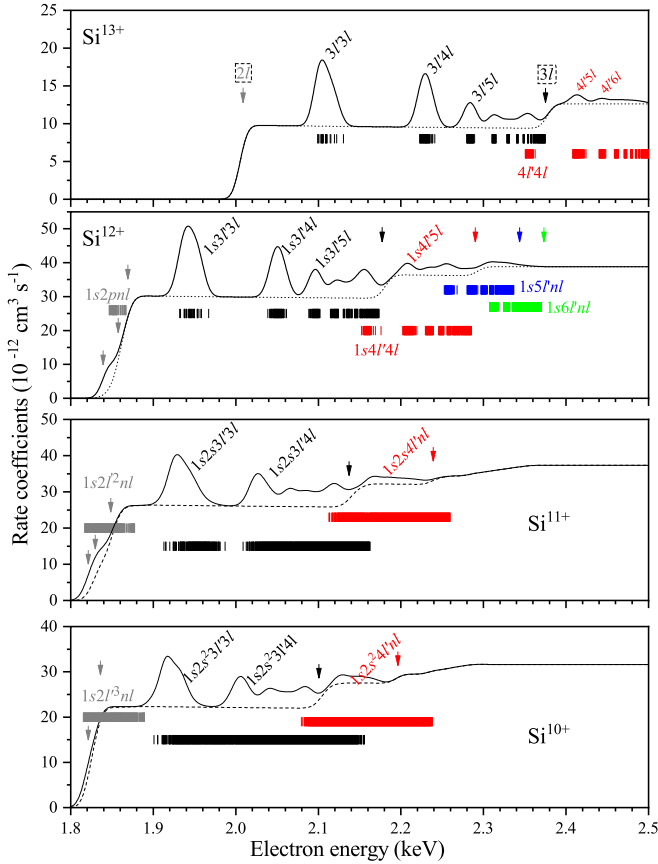 Rate coefficients (10⁻¹² cm³ s⁻¹)
25
20
15
10
5
0
Si¹³⁺
2l
3l'3l
3l'4l
3l'5l
3l
4l'5l
4l'6l
4l'4l
50
40
30
20
10
0
Si¹²⁺
1s2pnl
1s3l'3l
1s3l'4l
1s3l'5l
1s4l'5l
1s5l'nl
1s6l'nl
1s4l'4l
50
40
30
20
10
0
1s2l'²nl
1s2s3l'3l
1s2s3l'4l
1s2s4l'nl
Si¹¹⁺
40
30
20
10
0
1s2l'³nl
1s2s²3l'3l
1s2s²3l'4l
1s2s²4l'nl
Si¹⁰⁺
1.8 1.9 2.0 2.1 2.2 2.3 2.4 2.5
Electron energy (keV)